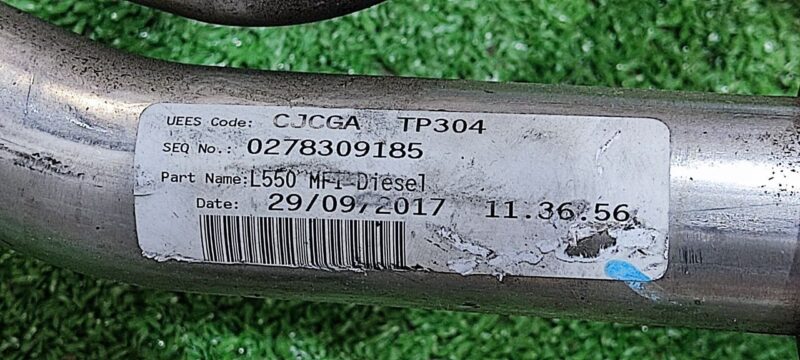 UEES Code: CJCGA TP304
SEQ No.: 0278309185
Part Name:L550 MFI-Diesel
Date: 29/09/2017 11.36.56